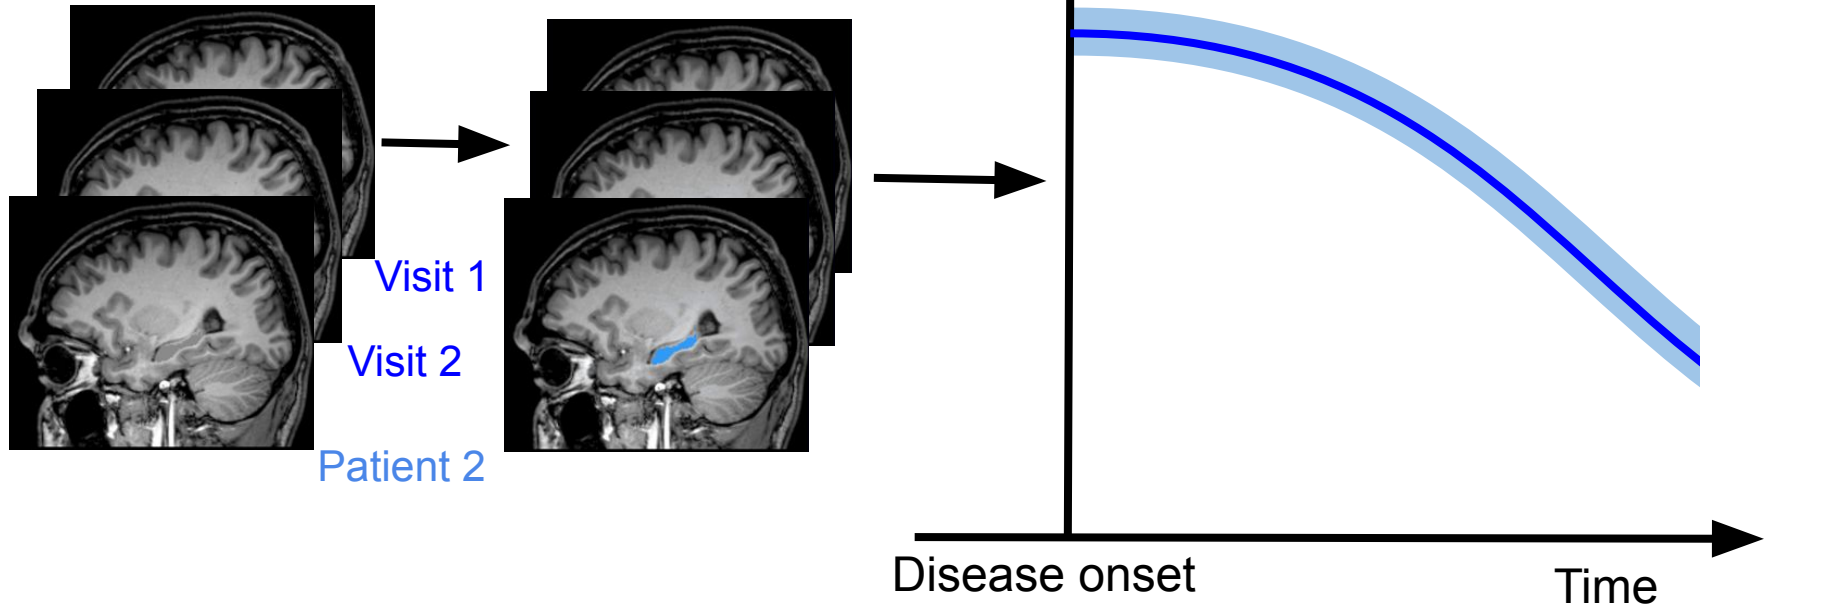 Visit 1
Visit 2
Patient 2
Disease onset
Time